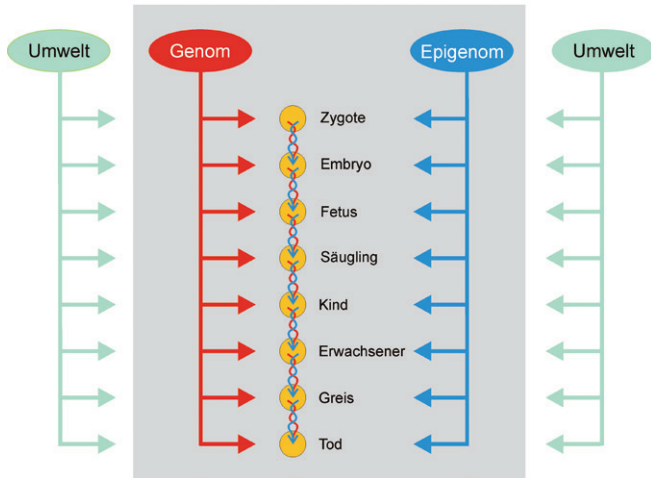 Umwelt
Genom
Epigenom
Umwelt
Zygote
Embryo
Fetus
Säugling
Kind
Erwachsener
Greis
Tod